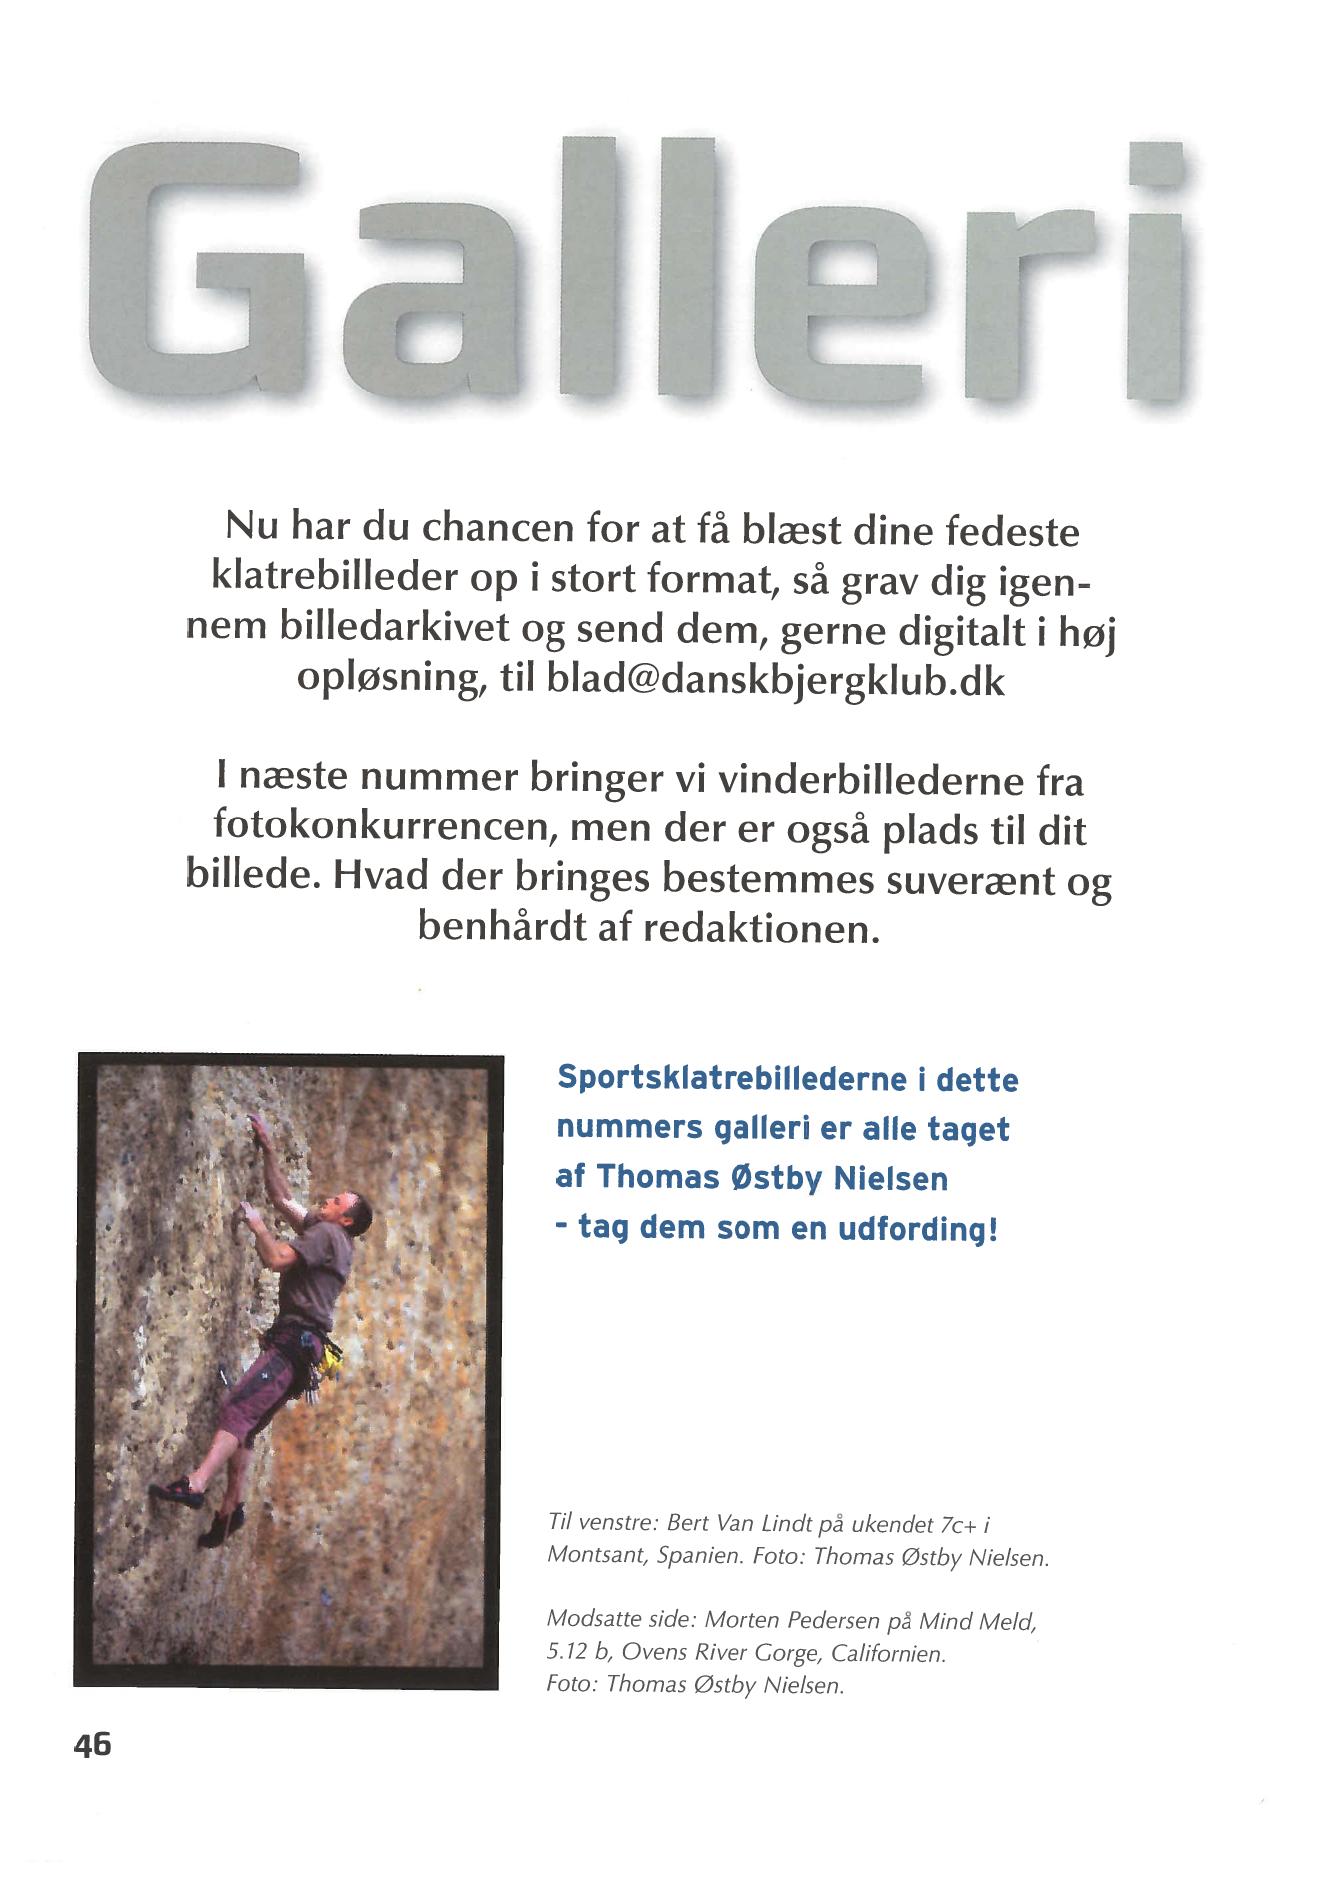 Galleri
Nu har du chancen for at få blæst dine fedeste
klatrebilleder op i stort format, så grav dig igen-
nem billedarkivet og send dem, gerne digitalt i høj
opløsning, til blad@danskbjergklub.dk
I næste nummer bringer vi vinderbillederne fra
fotokonkurrencen, men der er også plads til dit
billede. Hvad der bringes bestemmes suverænt og
benhårdt af redaktionen.
Sportsklatrebillederne i dette
nummers galleri er alle taget
af Thomas Østby Nielsen
- tag dem som en udfording!
Til venstre: Bert Van Lindt på ukendet 7c+ i
Montsant, Spanien. Foto: Thomas Østby Nielsen.
Modsatte side: Morten Pedersen på Mind Meld,
5.12 b, Ovens River Gorge, Californien.
Foto: Thomas Østby Nielsen.
46